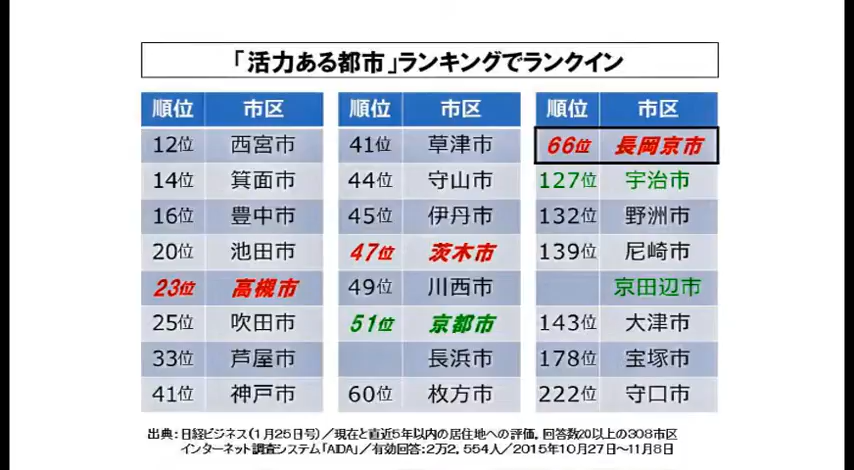 「活力ある都市」ランキングでランクイン
順位 市区
12位 西宮市
14位 箕面市
16位 豊中市
20位 池田市
23位 高槻市
25位 吹田市
33位 芦屋市
41位 神戸市
順位 市区
41位 草津市
44位 守山市
45位 伊丹市
47位 茨木市
49位 川西市
51位 京都市
長浜市
60位 枚方市
順位 市区
66位 長岡京市
127位 宇治市
132位 野洲市
139位 尼崎市
京田辺市
143位 大津市
178位 宝塚市
222位 守口市
出典：日経ビジネス（1月25日号）／現在と直近5年以内の居住地への評価。回答数20以上の308市区
インターネット調査システム「AIDA」／有効回答：2万2，554人／2015年10月27日～11月8日